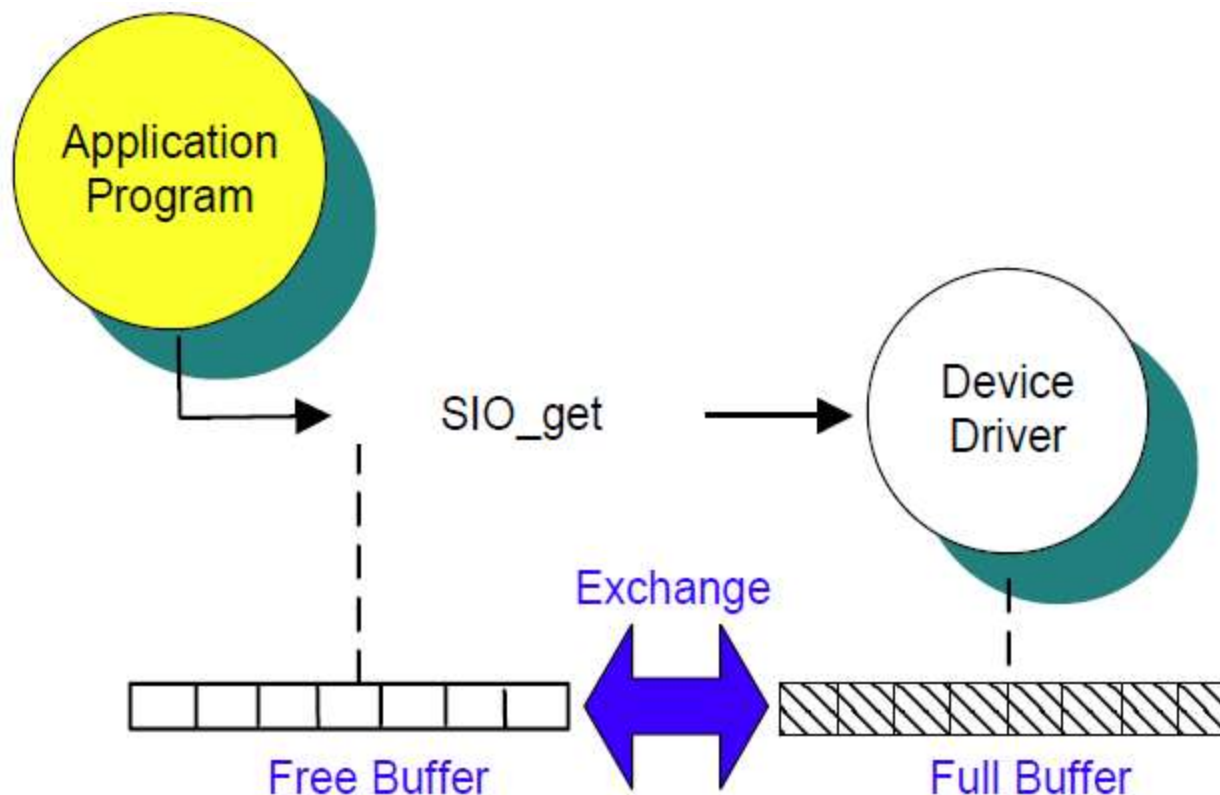 Application
Program
SIO_get
Device
Driver
Exchange
Free Buffer
Full Buffer